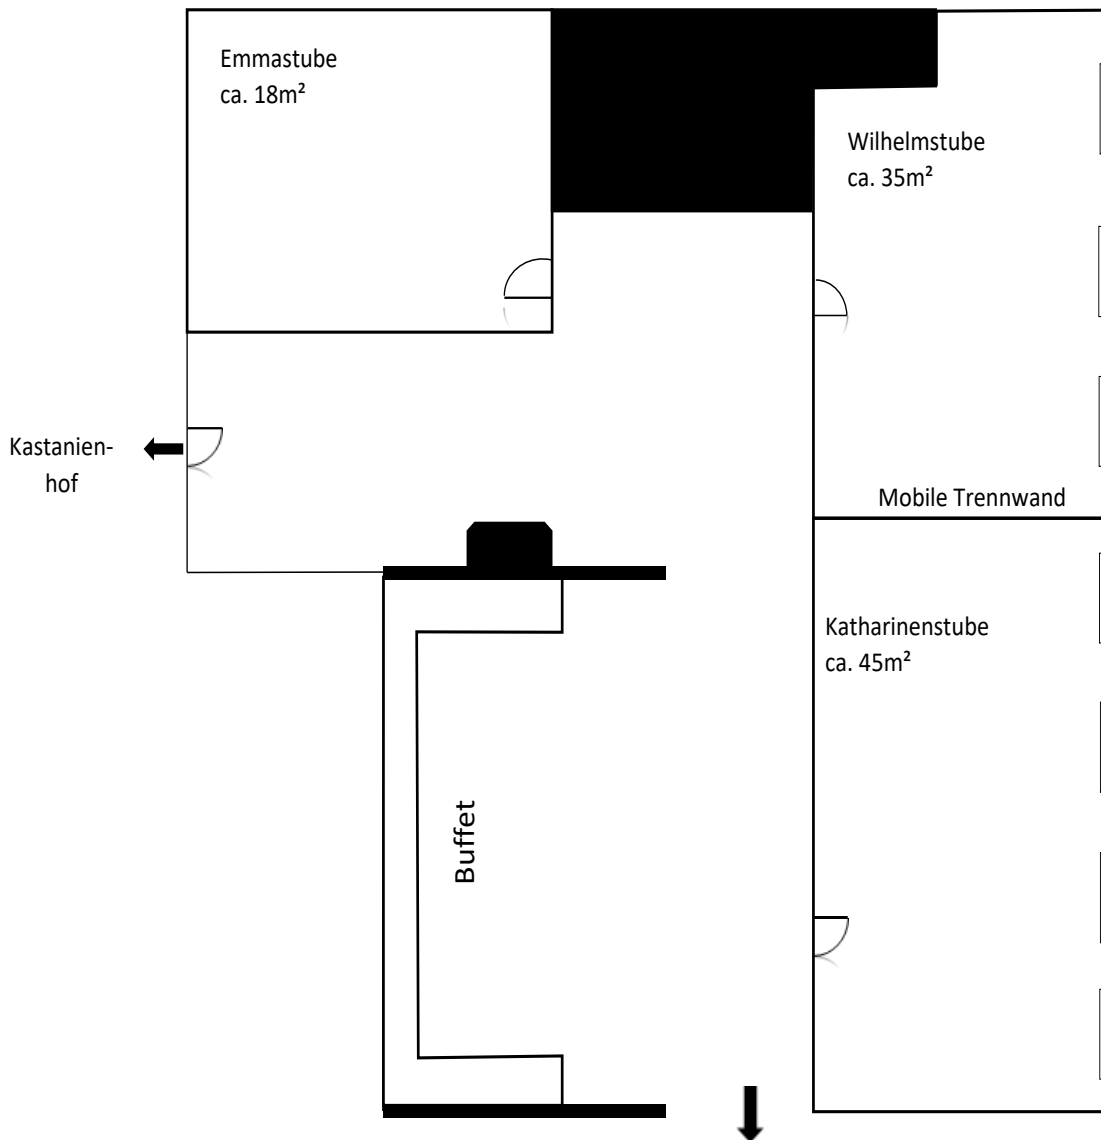 Emmastube
ca. 18m²
Wilhelmstube
ca. 35m²
Kastanien-
hof
Mobile Trennwand
Katharinenstube
ca. 45m²
Buffet